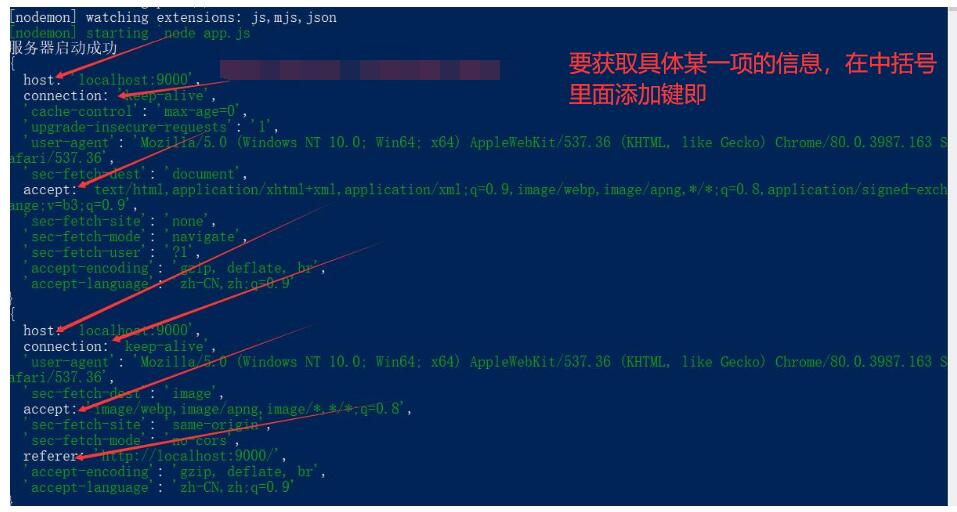 [nodemon] watching extensions: js,mjs,json
[nodemon] starting `node app.js`
服务器启动成功
{
要获取具体某一项的信息，在中括号
里面添加键即
host: 'localhost:9000',
connection: 'keep-alive',
'cache-control': 'max-age=0',
'upgrade-insecure-requests': '1',
'user-agent': 'Mozilla/5.0 (Windows NT 10.0; Win64; x64) AppleWebKit/537.36 (KHTML, like Gecko) Chrome/80.0.3987.163 S
afari/537.36',
'sec-fetch-dest': 'document',
accept: 'text/html,application/xhtml+xml,application/xml;q=0.9,image/webp,image/apng,*/*;q=0.8,application/signed-exch
ange;v=b3;q=0.9',
'sec-fetch-site': 'none',
'sec-fetch-mode': 'navigate',
'sec-fetch-user': '?1',
'accept-encoding': 'gzip, deflate, br',
'accept-language': 'zh-CN,zh;q=0.9'
}
{
host: 'localhost:9000',
connection: 'keep-alive',
'user-agent': 'Mozilla/5.0 (Windows NT 10.0; Win64; x64) AppleWebKit/537.36 (KHTML, like Gecko) Chrome/80.0.3987.163 S
afari/537.36',
'sec-fetch-dest': 'image',
accept: 'image/webp,image/apng,image/*,*/*;q=0.8',
'sec-fetch-site': 'same-origin',
'sec-fetch-mode': 'no-cors',
referer: 'http://localhost:9000/',
'accept-encoding': 'gzip, deflate, br',
'accept-language': 'zh-CN,zh;q=0.9'